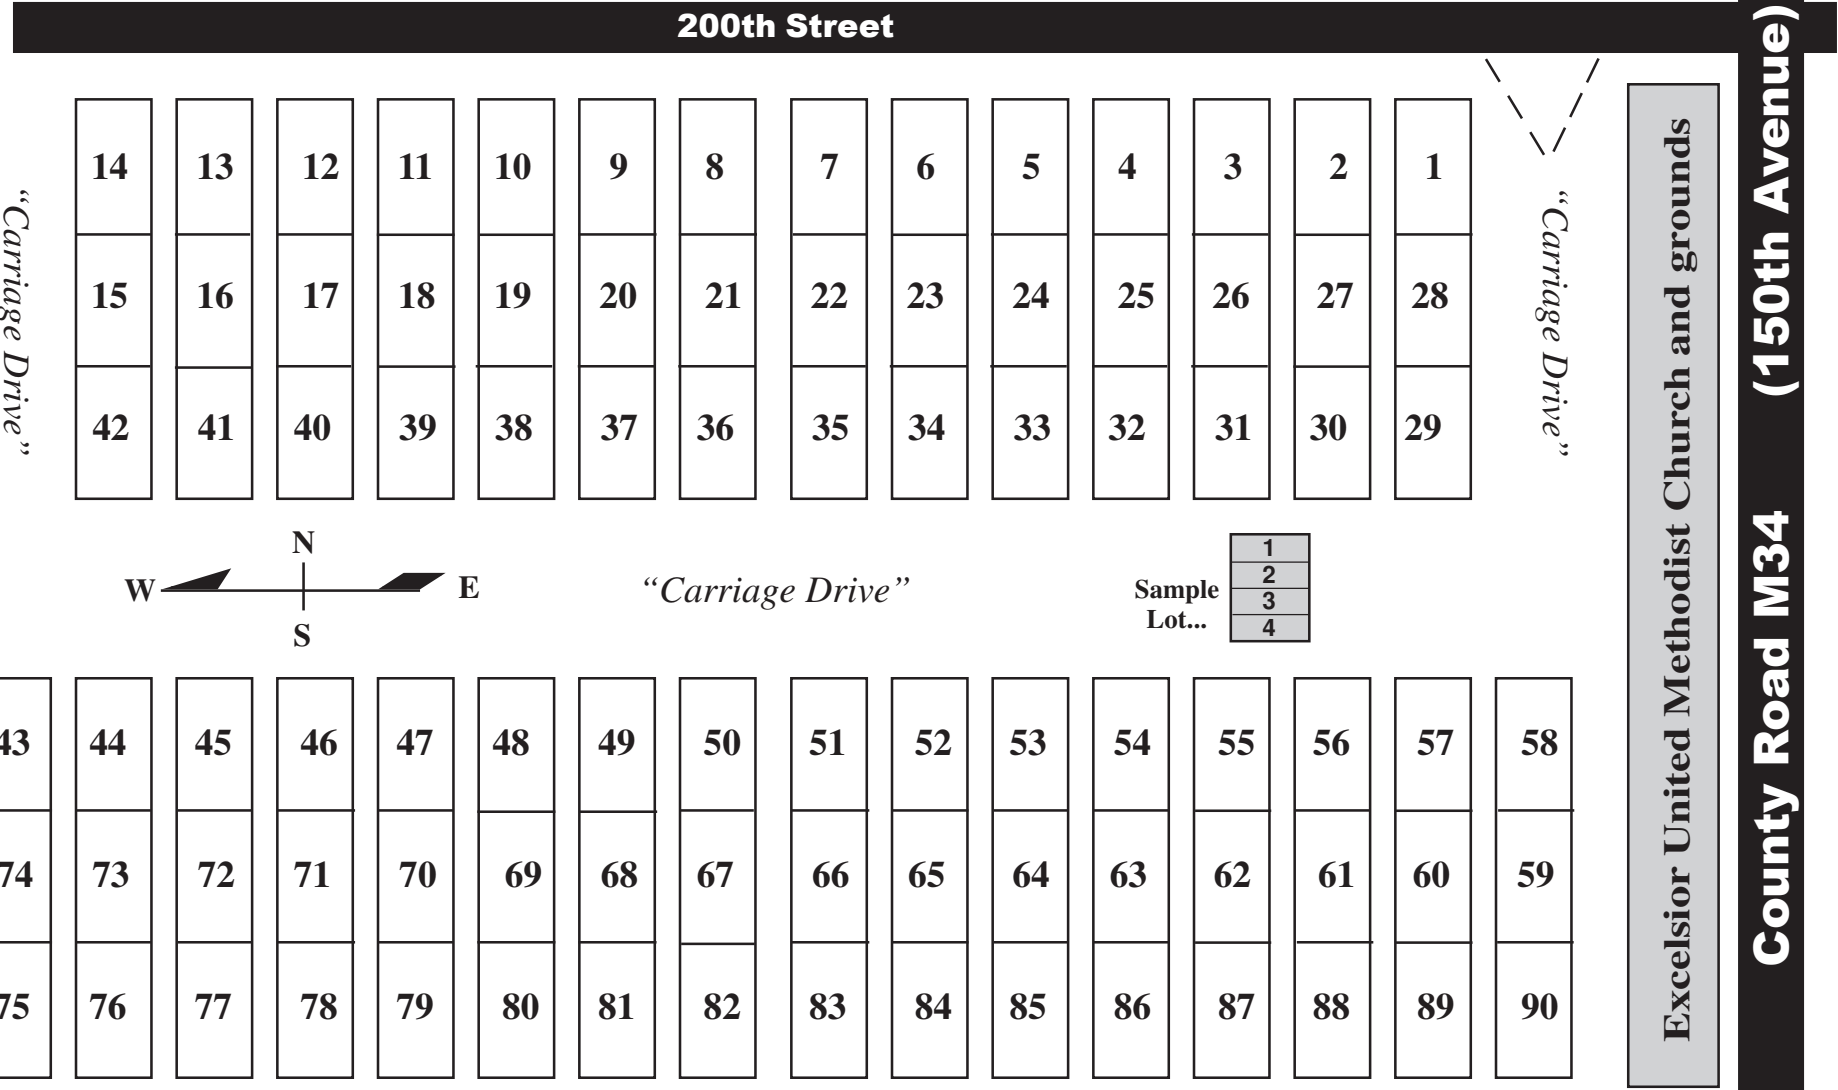 200th Street
14 13 12 11 10 9 8 7 6 5 4 3 2 1
15 16 17 18 19 20 21 22 23 24 25 26 27 28
42 41 40 39 38 37 36 35 34 33 32 31 30 29
“Carriage Drive”
“Carriage Drive”
N
W E
S
“Carriage Drive”
Sample
Lot...
1
2
3
4
43 44 45 46 47 48 49 50 51 52 53 54 55 56 57 58
74 73 72 71 70 69 68 67 66 65 64 63 62 61 60 59
75 76 77 78 79 80 81 82 83 84 85 86 87 88 89 90
Excelsior United Methodist Church and grounds
County Road M34 (150th Avenue)